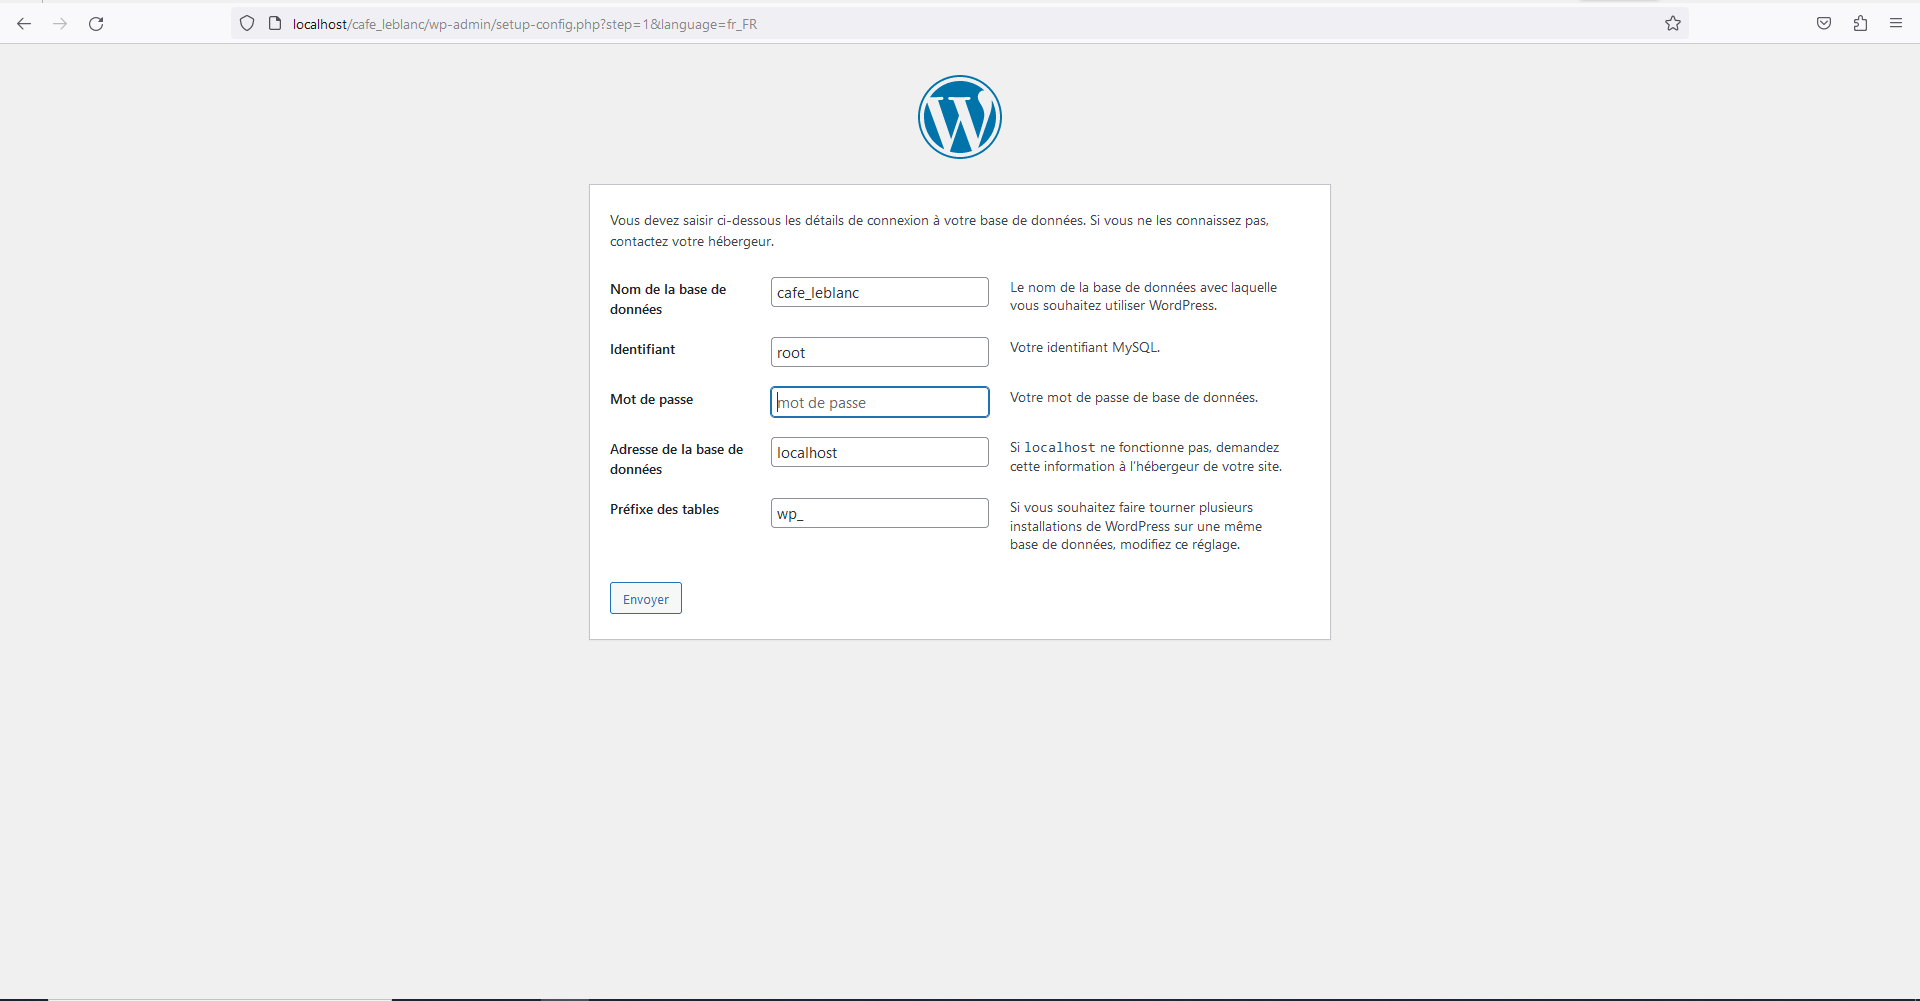 localhost/cafe_leblanc/wp-admin/setup-config.php?step=1&language=fr_FR
Vous devez saisir ci-dessous les détails de connexion à votre base de données. Si vous ne les connaissez pas,
contactez votre hébergeur.
Nom de la base de
données
cafe_leblanc
Le nom de la base de données avec laquelle
vous souhaitez utiliser WordPress.
Identifiant
root
Votre identifiant MySQL.
Mot de passe
mot de passe
Votre mot de passe de base de données.
Adresse de la base de
données
localhost
Si localhost ne fonctionne pas, demandez
cette information à l'hébergeur de votre site.
Préfixe des tables
wp_
Si vous souhaitez faire tourner plusieurs
installations de WordPress sur une même
base de données, modifiez ce réglage.
Envoyer